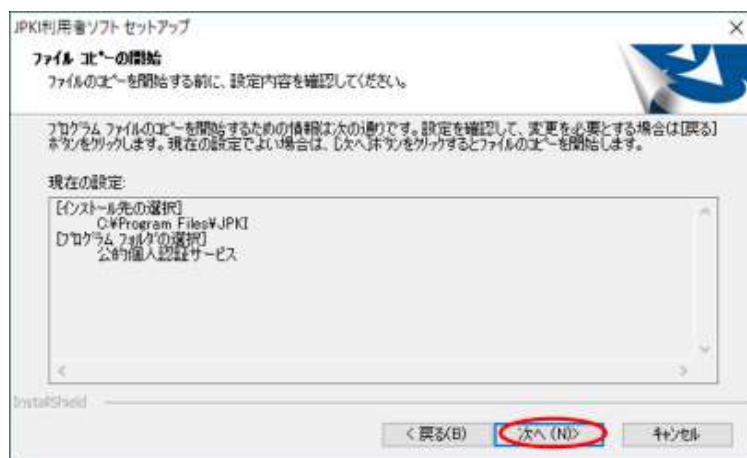 JPKI利用者ソフト セットアップ
ファイル コピーの開始
ファイルのコピーを開始する前に、設定内容を確認してください。
プログラム ファイルのコピーを開始するための情報は次の通りです。設定を確認して、変更を必要とする場合は[戻る]
ボタンをクリックします。現在の設定でよい場合は、[次へ]ボタンをクリックするとファイルのコピーを開始します。
現在の設定:
[インストール先の選択]
C:¥Program Files¥JPKI
[プログラム フォルダの選択]
公的個人認証サービス
InstallShield
< 戻る(B)
次へ (N)>
キャンセル